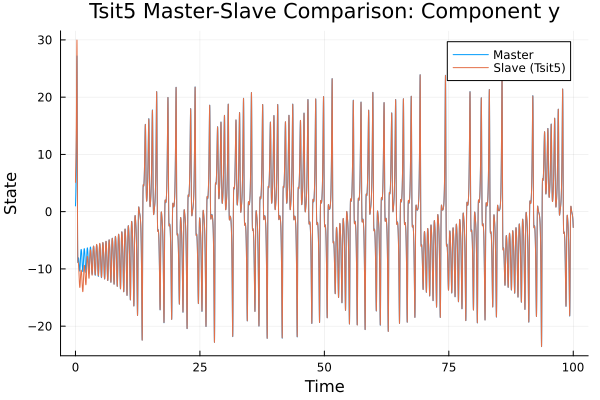 Tsit5 Master-Slave Comparison: Component y
30
20
10
0
−10
−20
State
Master
Slave (Tsit5)
0
25
50
75
100
Time